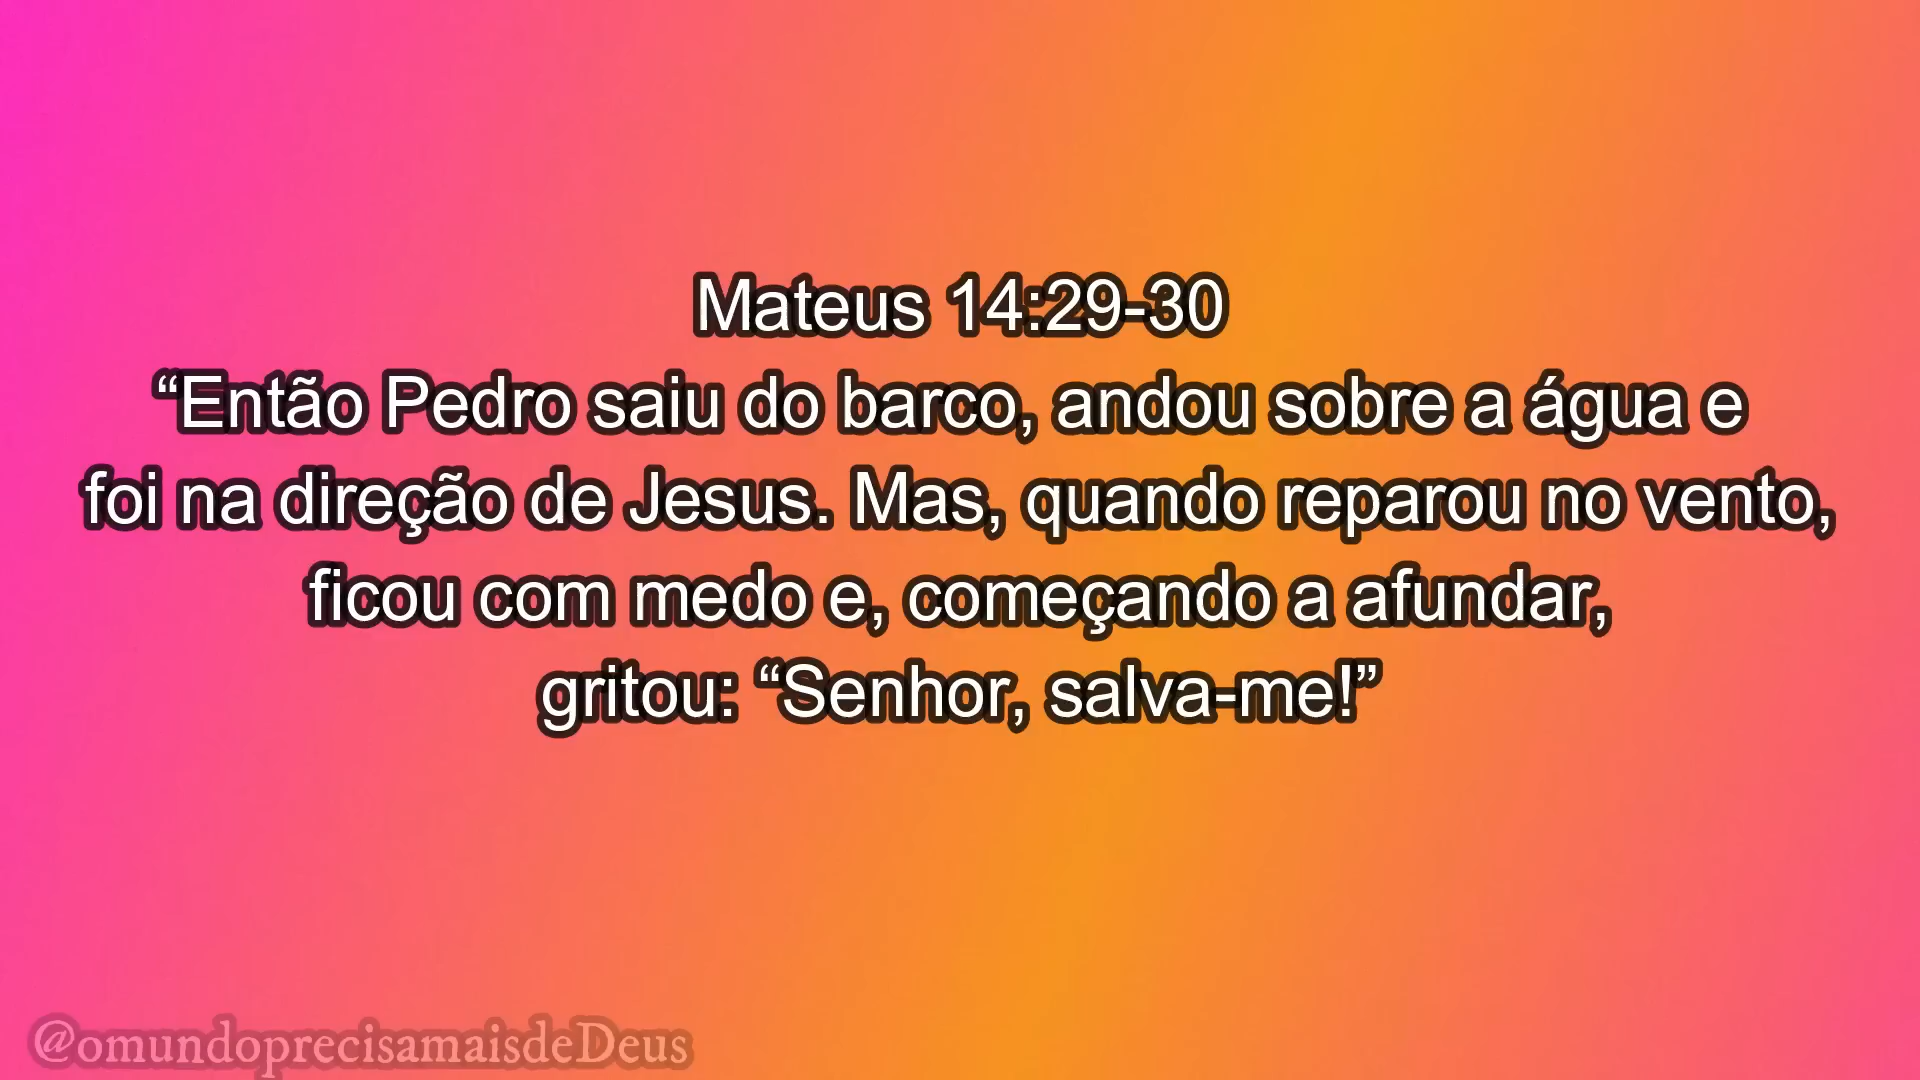 Mateus 14:29-30
“Então Pedro saiu do barco, andou sobre a água e
foi na direção de Jesus. Mas, quando reparou no vento,
ficou com medo e, começando a afundar,
gritou: “Senhor, salva-me!”
@omundoprecisamaisdeDeus